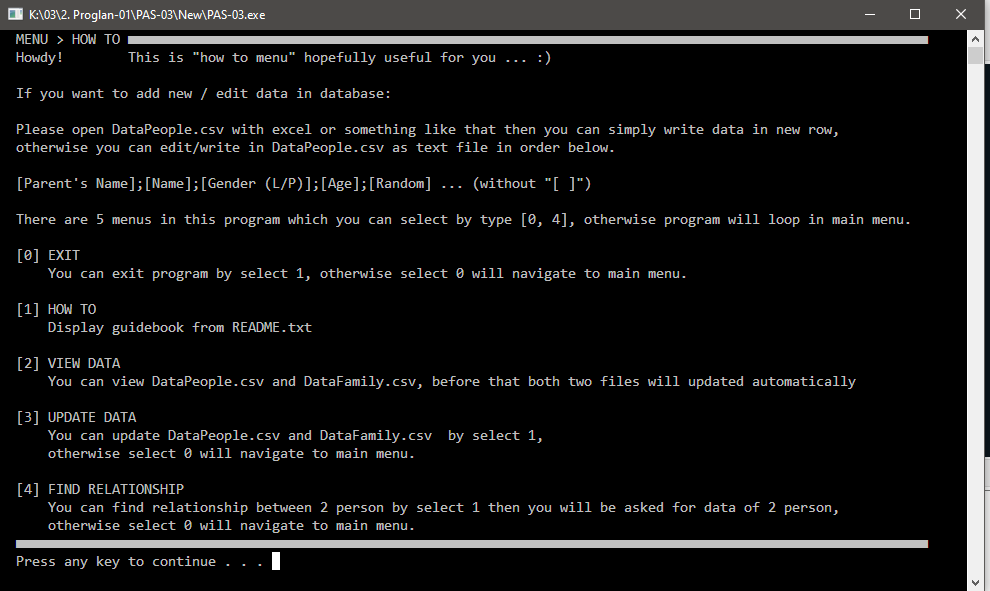 K:\03\2. Proglan-01\PAS-03\New\PAS-03.exe
MENU > HOW TO
Howdy! This is "how to menu" hopefully useful for you ... :)
If you want to add new / edit data in database:
Please open DataPeople.csv with excel or something like that then you can simply write data in new row,
otherwise you can edit/write in DataPeople.csv as text file in order below.
[Parent's Name];[Name];[Gender (L/P)];[Age];[Random] ... (without "[ ]")
There are 5 menus in this program which you can select by type [0, 4], otherwise program will loop in main menu.
[0] EXIT
You can exit program by select 1, otherwise select 0 will navigate to main menu.
[1] HOW TO
Display guidebook from README.txt
[2] VIEW DATA
You can view DataPeople.csv and DataFamily.csv, before that both two files will updated automatically
[3] UPDATE DATA
You can update DataPeople.csv and DataFamily.csv  by select 1,
otherwise select 0 will navigate to main menu.
[4] FIND RELATIONSHIP
You can find relationship between 2 person by select 1 then you will be asked for data of 2 person,
otherwise select 0 will navigate to main menu.
Press any key to continue . . .